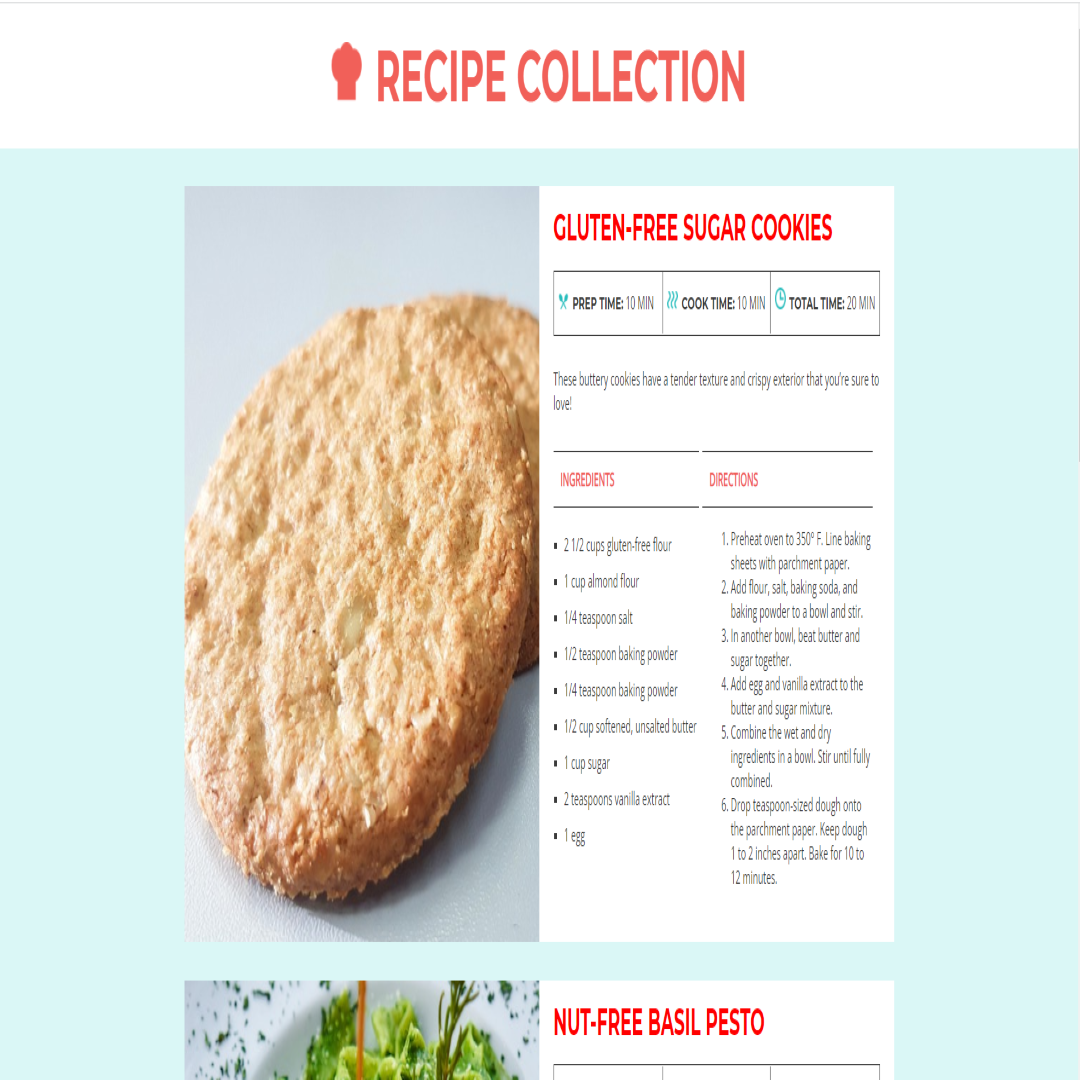 RECIPE COLLECTION
GLUTEN-FREE SUGAR COOKIES
PREP TIME: 10 MIN
COOK TIME: 10 MIN
TOTAL TIME: 20 MIN
These buttery cookies have a tender texture and crispy exterior that you're sure to
love!
INGREDIENTS
2 1/2 cups gluten-free flour
1 cup almond flour
1/4 teaspoon salt
1/2 teaspoon baking powder
1/4 teaspoon baking powder
1/2 cup softened, unsalted butter
1 cup sugar
2 teaspoons vanilla extract
1 egg
DIRECTIONS
1. Preheat oven to 350° F. Line baking
sheets with parchment paper.
2. Add flour, salt, baking soda, and
baking powder to a bowl and stir.
3. In another bowl, beat butter and
sugar together.
4. Add egg and vanilla extract to the
butter and sugar mixture.
5. Combine the wet and dry
ingredients in a bowl. Stir until fully
combined.
6. Drop teaspoon-sized dough onto
the parchment paper. Keep dough
1 to 2 inches apart. Bake for 10 to
12 minutes.
NUT-FREE BASIL PESTO